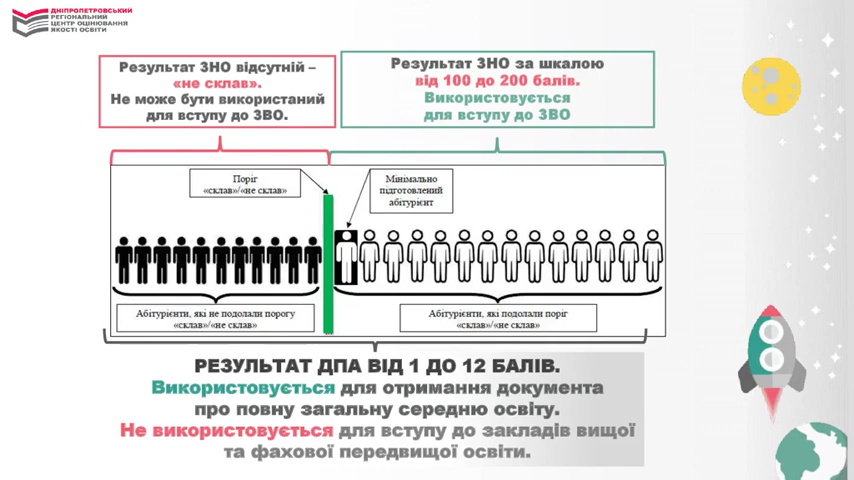 ДНІПРОПЕТРОВСЬКИЙ
РЕГІОНАЛЬНИЙ
ЦЕНТР ОЦІНЮВАННЯ
ЯКОСТІ ОСВІТИ
Результат ЗНО відсутній –
«не склав».
Не може бути використаний
для вступу до ЗВО.
Результат ЗНО за шкалою
від 100 до 200 балів.
Використовується
для вступу до ЗВО
Поріг
«склав»/«не склав»
Мінімально
підготовлений
абітурієнт
Абітурієнти, які не подолали порогу
«склав»/«не склав»
Абітурієнти, які подолали поріг
«склав»/«не склав»
РЕЗУЛЬТАТ ДПА ВІД 1 ДО 12 БАЛІВ.
Використовується для отримання документа
про повну загальну середню освіту.
Не використовується для вступу до закладів вищої
та фахової передвищої освіти.